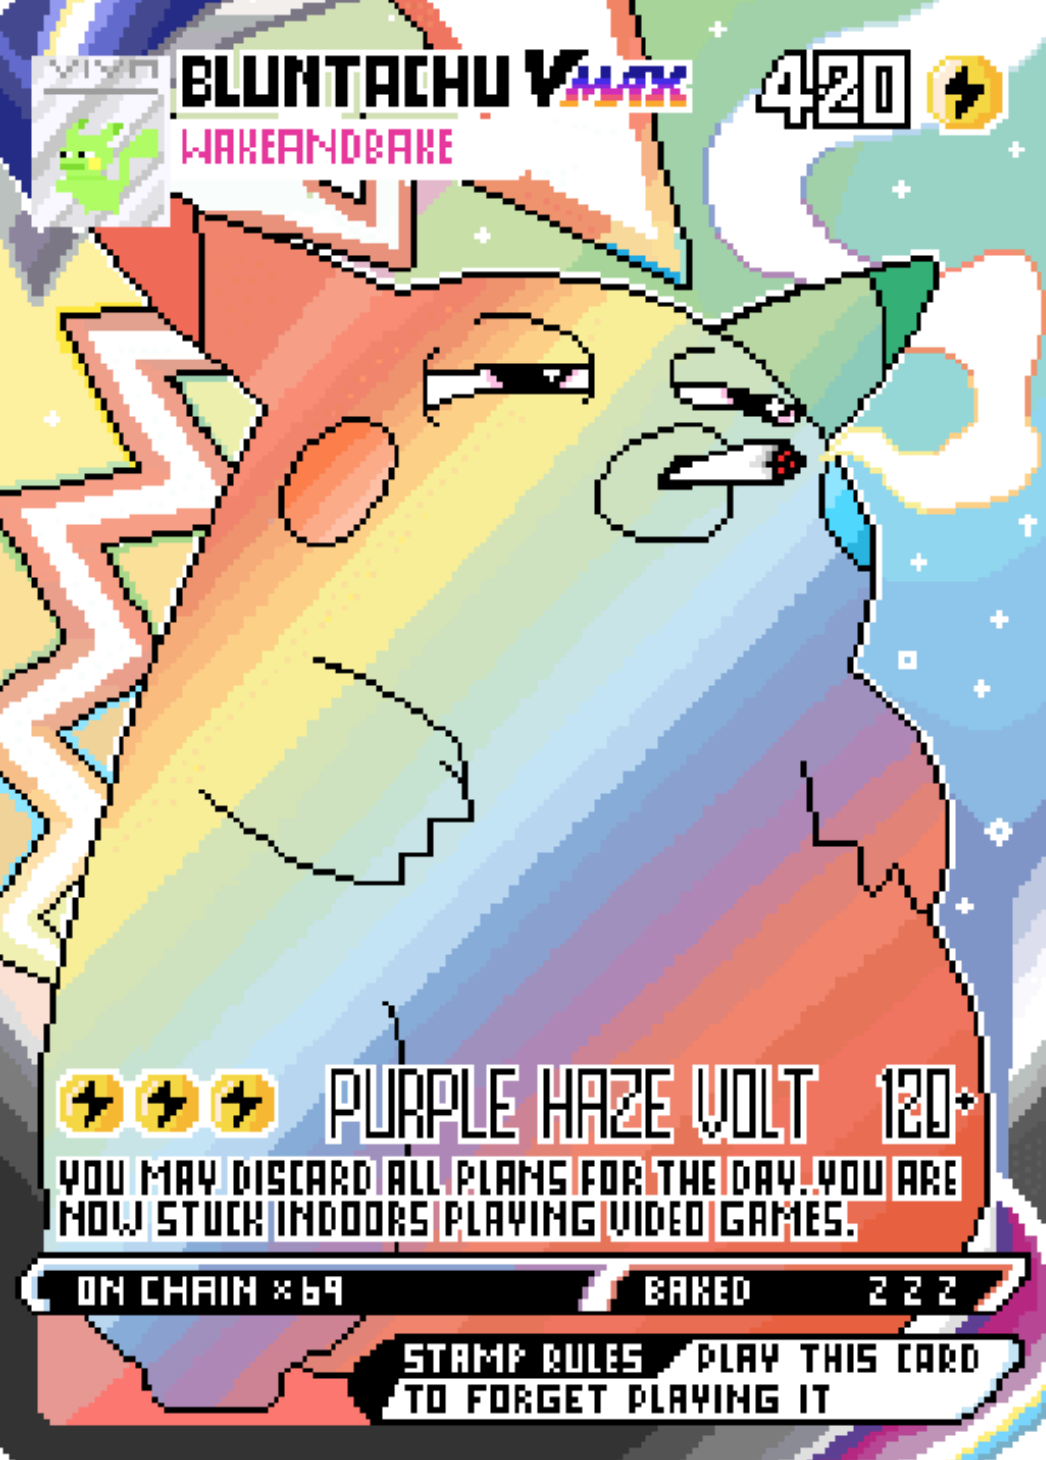 VIVA
BLUNTACHU VMAX
420
WAKEANDBAKE
PURPLE HAZE VOLT 120+
YOU MAY DISCARD ALL PLANS FOR THE DAY..YOU ARE
NOW STUCK INDOORS PLAYING VIDEO GAMES.
ON CHAIN ×69
BAKED Z Z Z
STAMP RULES PLAY THIS CARD
TO FORGET PLAYING IT